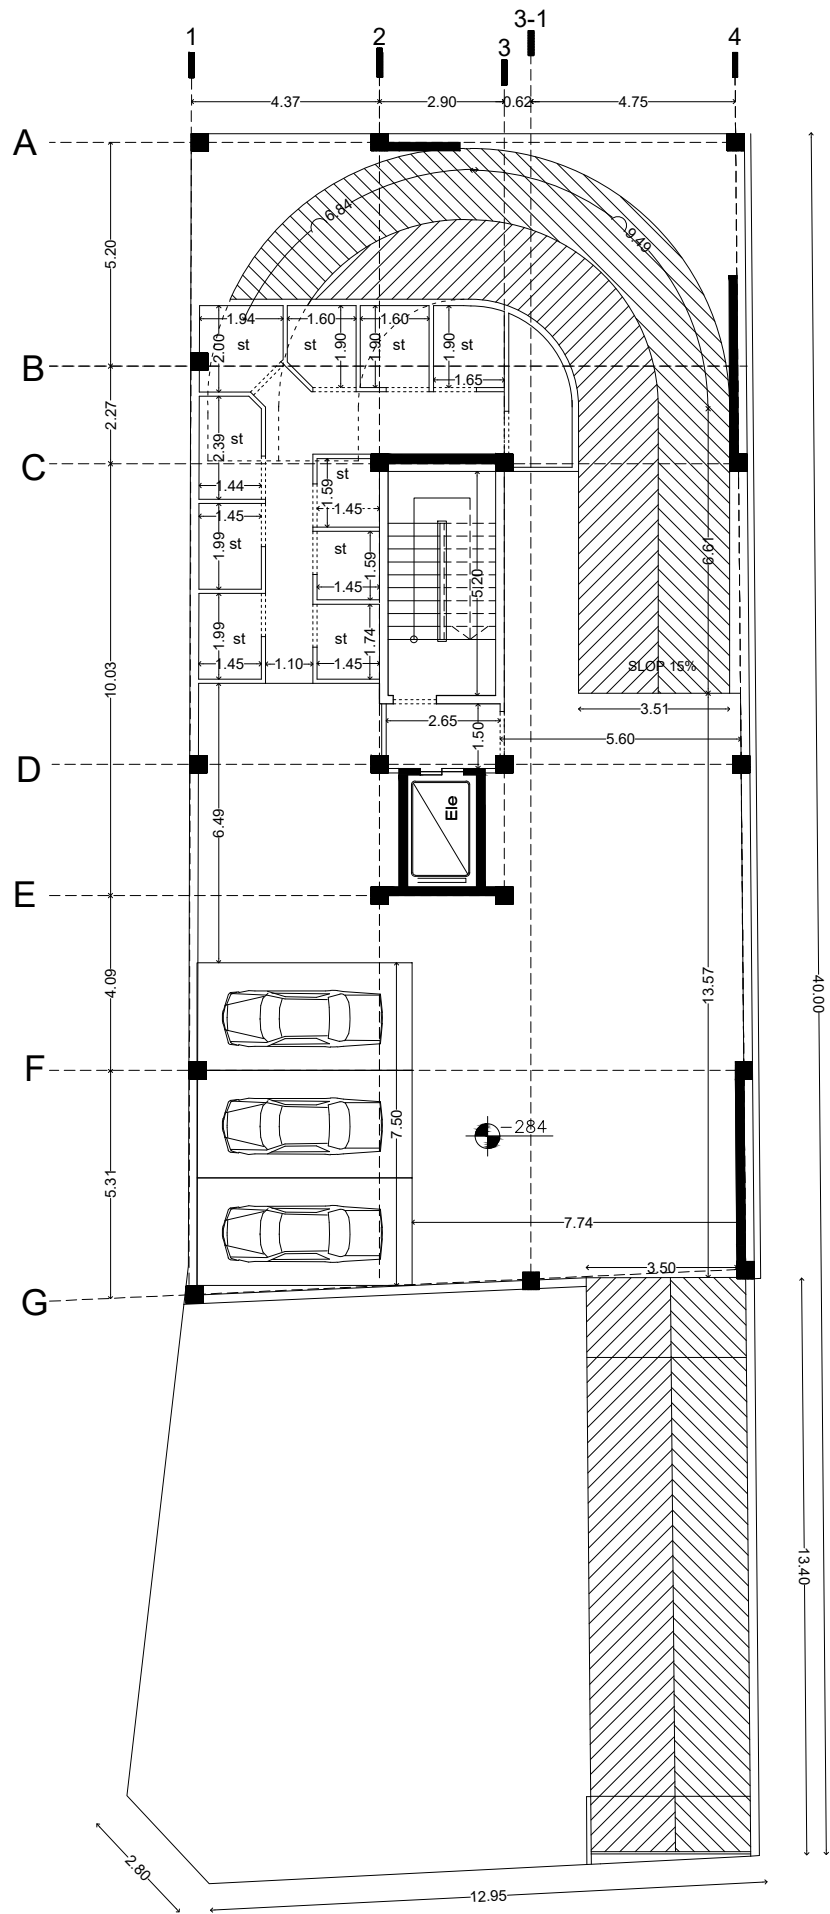 3-1
1
2
3
4
4.37
2.90
0.62
4.75
A
6.84
9.49
5.20
1.94
1.60
1.60
st
2.00
st
1.90
st
1.90
st
B
1.65
2.27
st
2.39
C
st
1.59
1.44
1.45
1.45
st
1.99
st
1.59
6.61
5.20
1.45
st
1.99
st
1.74
SLOP 15%
1.45
1.10
1.45
10.03
3.51
2.65
1.50
5.60
D
Ele
6.49
E
4.09
13.57
40.00
F
7.50
-284
5.31
7.74
3.50
G
13.40
2.80
12.95